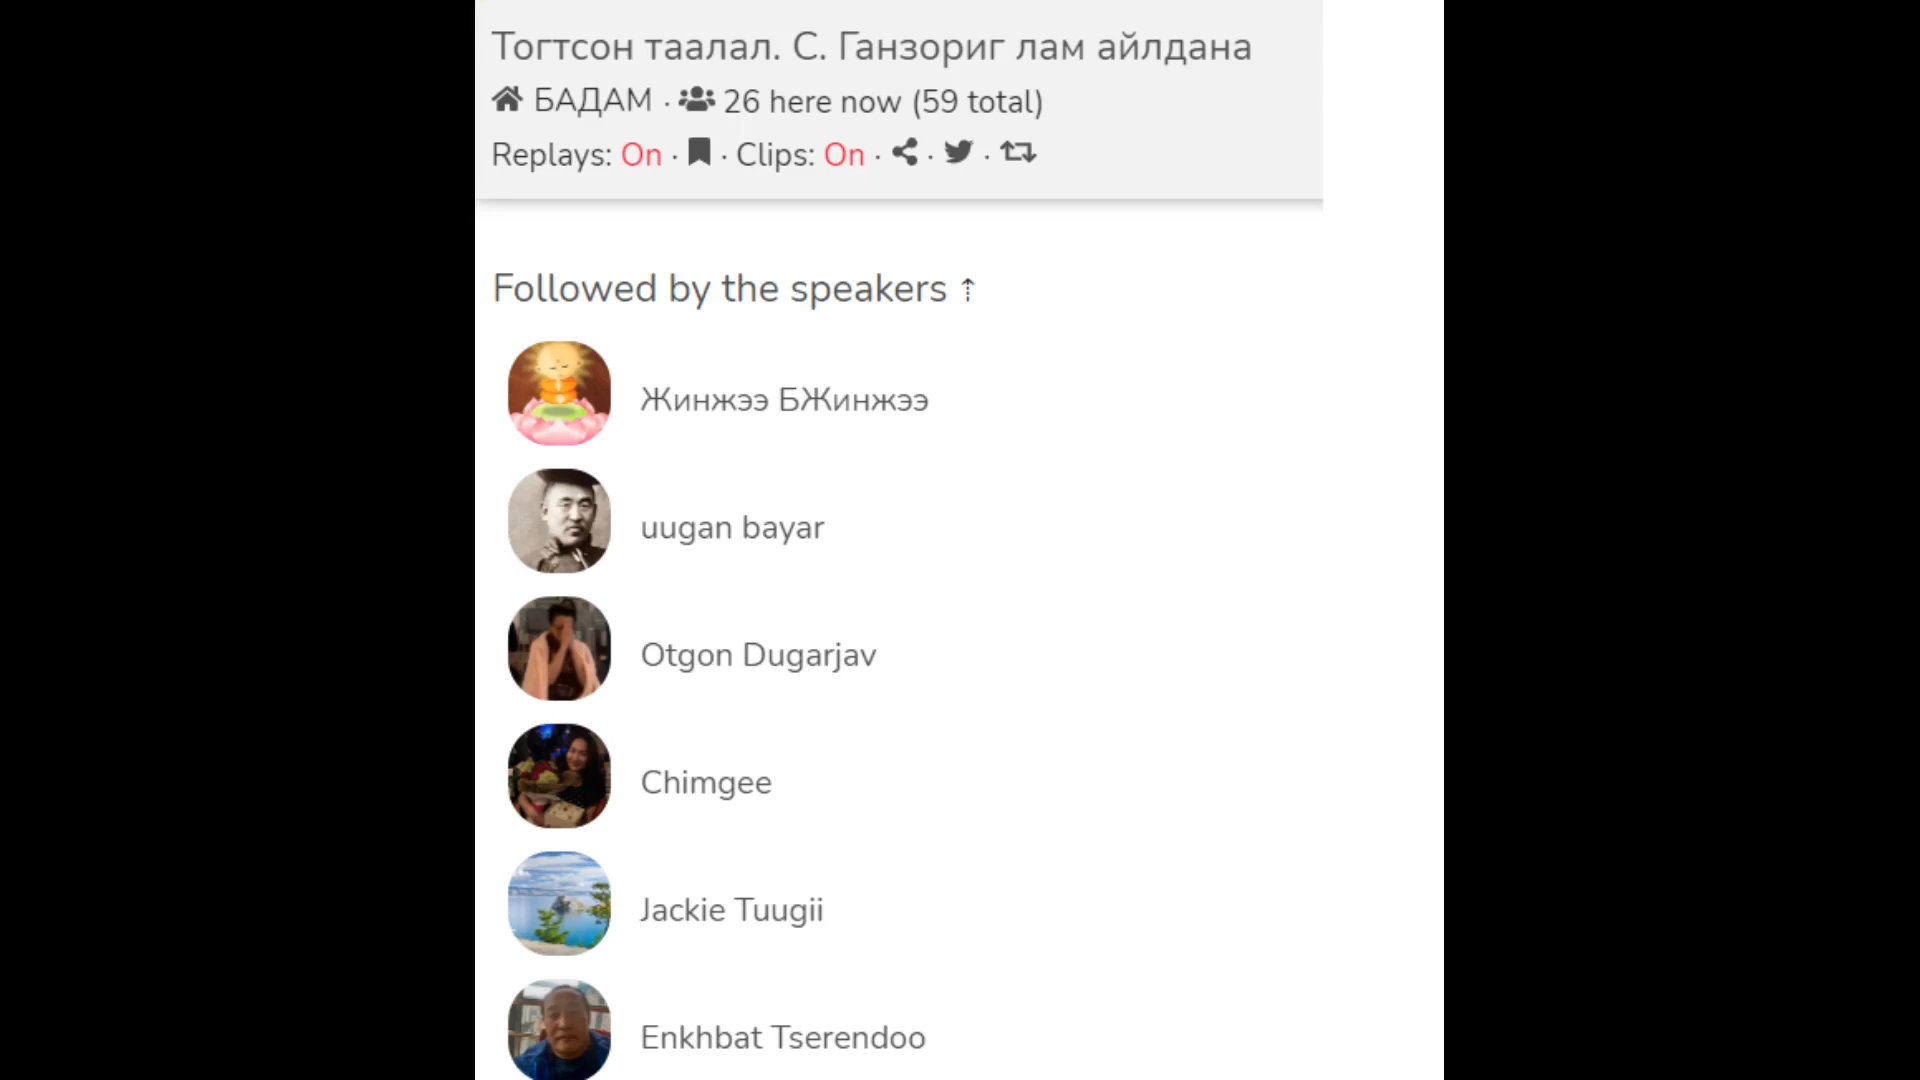 Тогтсон таалал. С. Ганзориг лам айлдана
БАДАМ · 26 here now (59 total)
Replays: On · · Clips: On · · ·
Followed by the speakers ⇡
Жинжээ БЖинжээ
uugan bayar
Otgon Dugarjav
Chimgee
Jackie Tuugii
Enkhbat Tserendoo